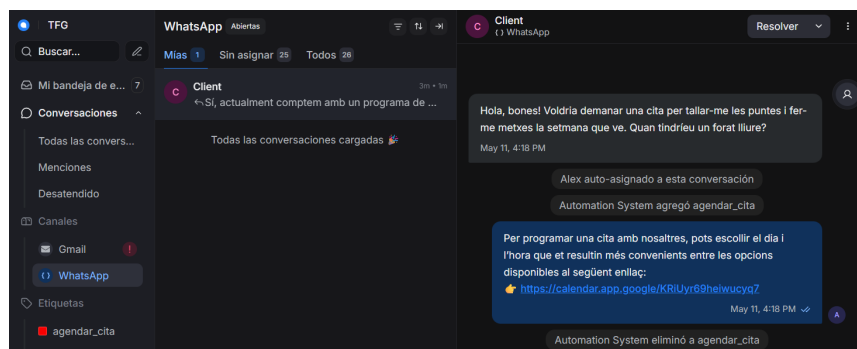 TFG
Buscar...
Mi bandeja de e... 7
Conversaciones
Todas las convers...
Menciones
Desatendido
Canales
Gmail !
WhatsApp
Etiquetas
agendar_cita
WhatsApp Abiertas
Mías 1 Sin asignar 25 Todos 26
Client 3m • 1m
Sí, actualment comptem amb un programa de ...
Todas las conversaciones cargadas 🎉
C Client
WhatsApp
Resolver
Hola, bones! Voldria demanar una cita per tallar-me les puntes i fer-
me metxes la setmana que ve. Quan tindríeu un forat lliure?
May 11, 4:18 PM
Alex auto-asignado a esta conversación
Automation System agregó agendar_cita
Per programar una cita amb nosaltres, pots escollir el dia i
l'hora que et resultin més convenients entre les opcions
disponibles al següent enllaç:
👉 https://calendar.app.google/KRlUyr69heiwucyq7
May 11, 4:18 PM
A
Automation System eliminó a agendar_cita